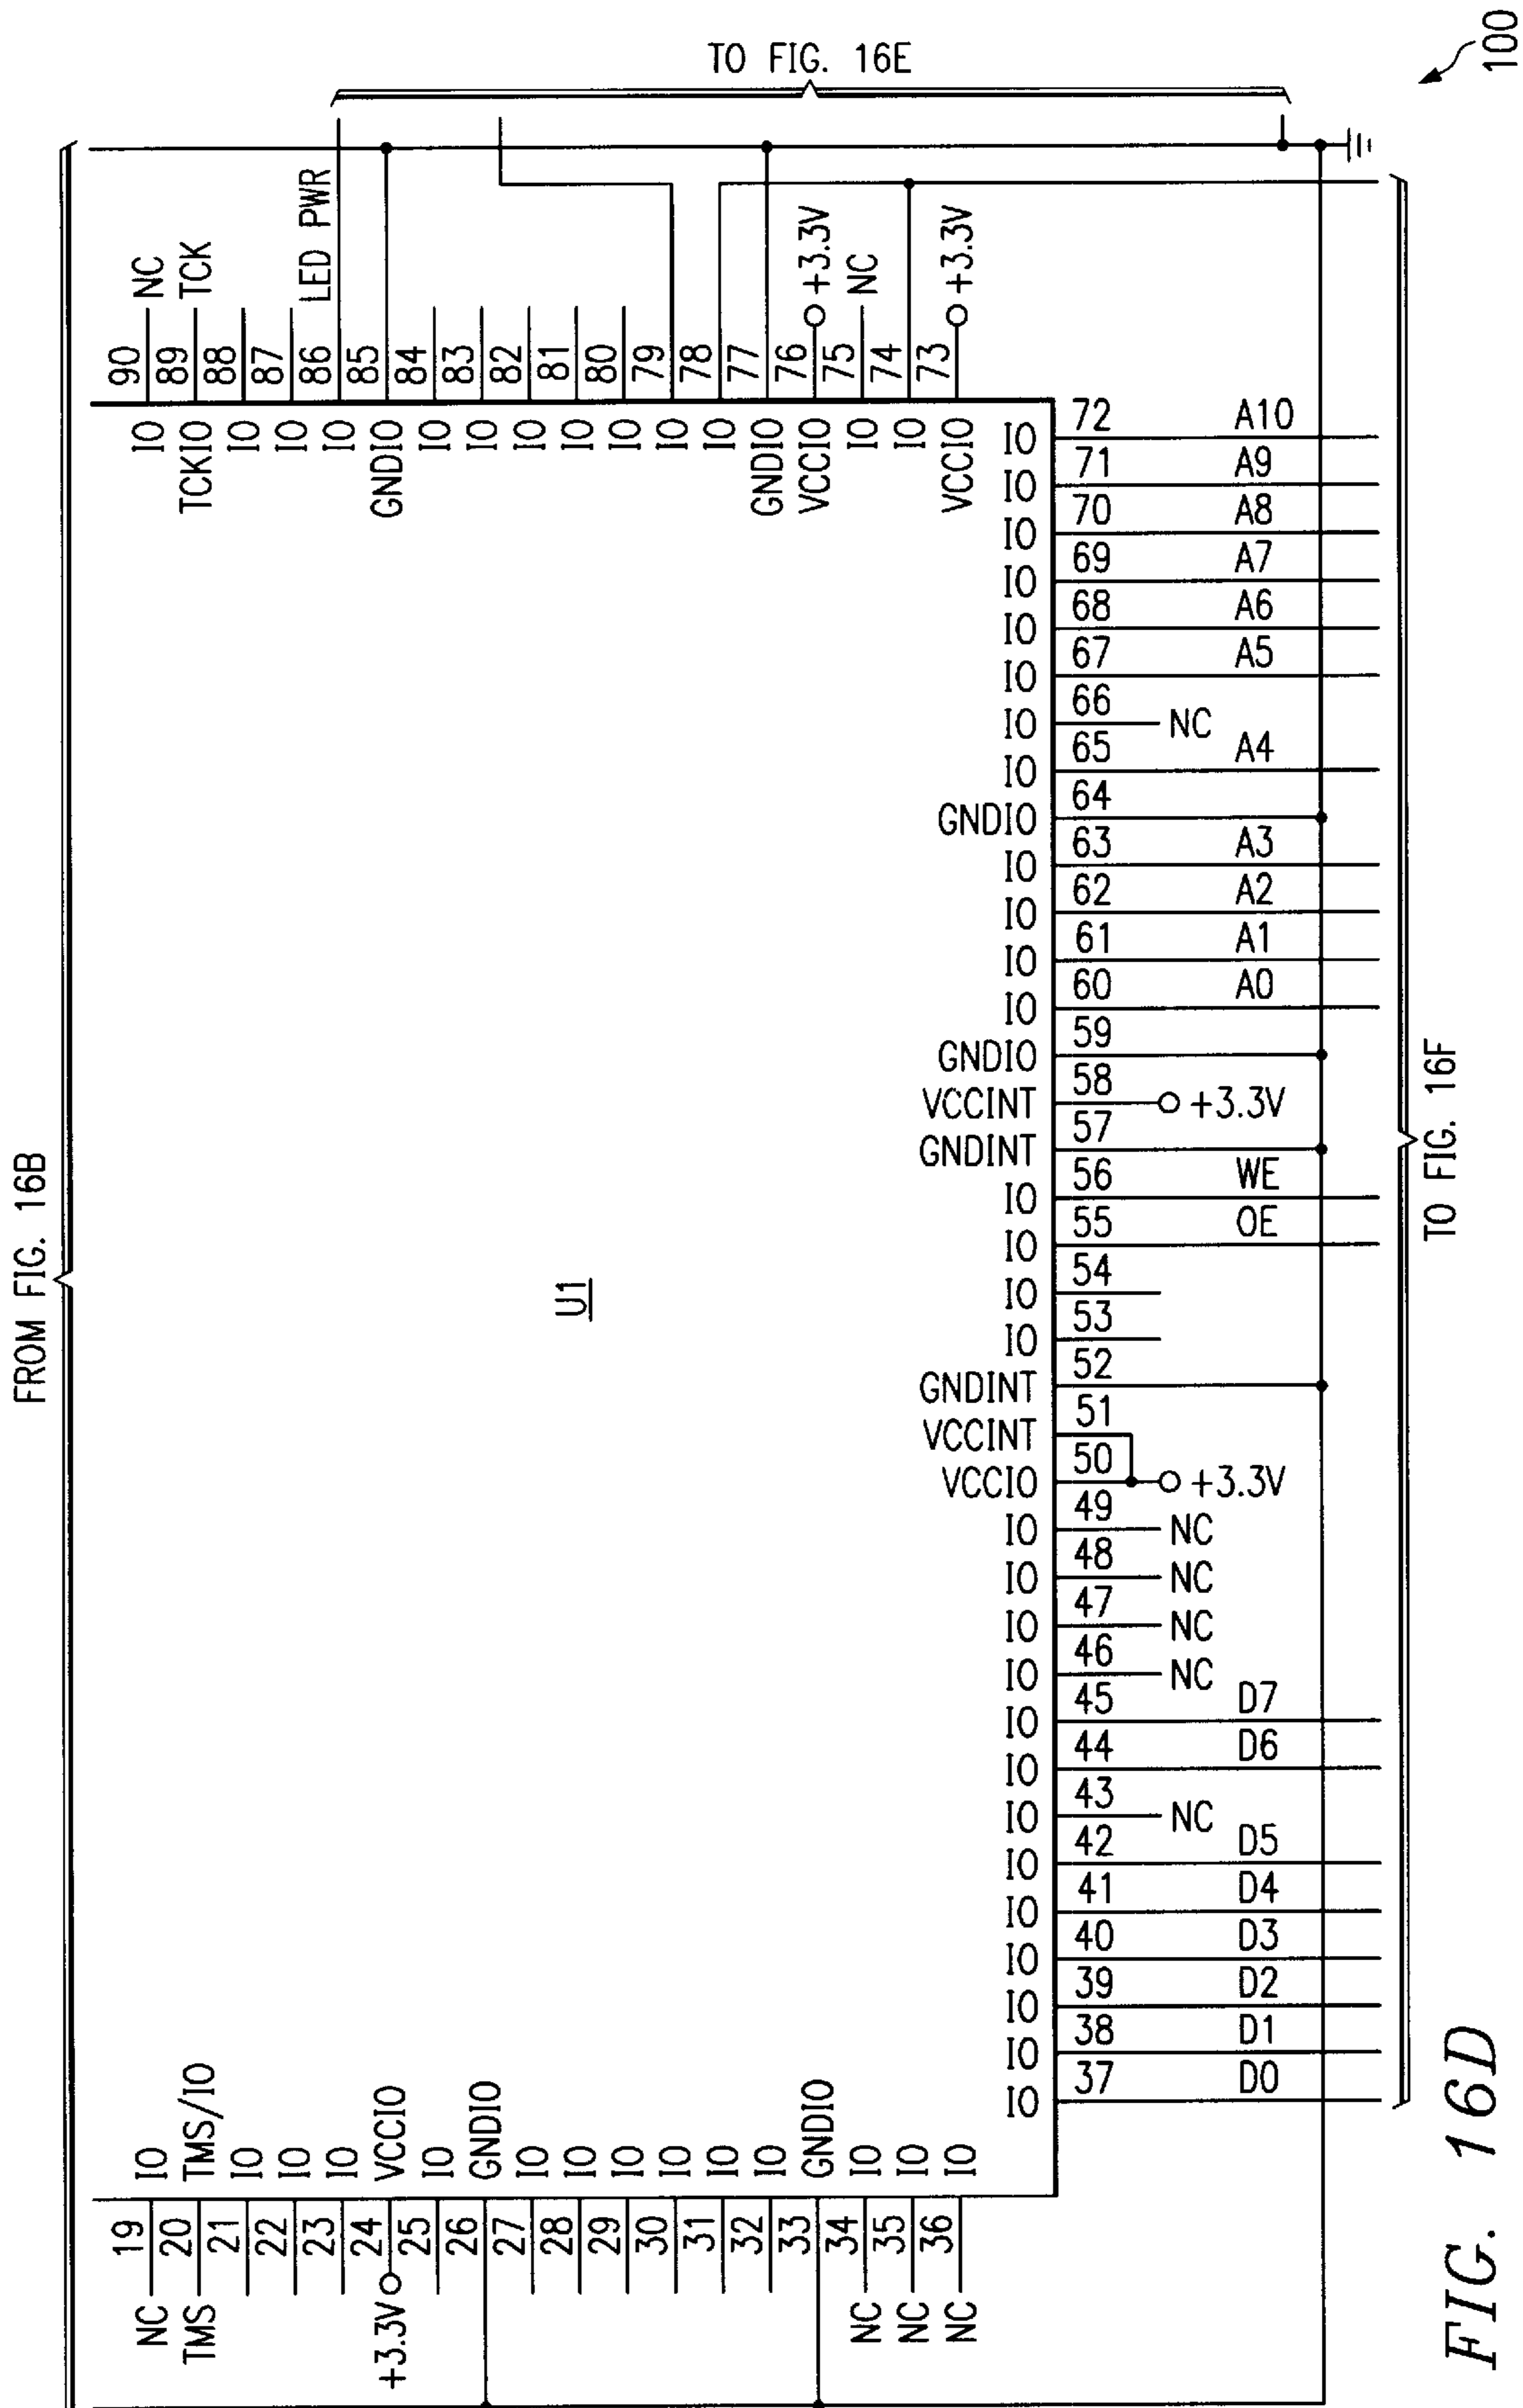 FROM FIG. 16B
NC 19 IO
TMS 20 TMS/IO
21 IO
22 IO
23 IO
+3.3V 24 VCCIO
25 IO
26 GNDIO
27 IO
28 IO
29 IO
30 IO
31 IO
32 IO
33 GNDIO
NC 34 IO
NC 35 IO
NC 36 IO
U1
IO 90 NC
TCKIO 89 TCK
IO 88
IO 87
IO 86 LED PWR
GNDIO 85
IO 84
IO 83
IO 82
IO 81
IO 80
IO 79
IO 78
GNDIO 77
VCCIO 76 +3.3V
IO 75 NC
IO 74
VCCIO 73 +3.3V
TO FIG. 16E
IO 37 D0
IO 38 D1
IO 39 D2
IO 40 D3
IO 41 D4
IO 42 D5
IO 43 NC
IO 44 D6
IO 45 D7
IO 46 NC
IO 47 NC
IO 48 NC
IO 49 NC
VCCIO 50 +3.3V
VCCINT 51
GNDINT 52
IO 53
IO 54
IO 55 OE
IO 56 WE
GNDINT 57
VCCINT 58 +3.3V
GNDIO 59
IO 60 A0
IO 61 A1
IO 62 A2
IO 63 A3
GNDIO 64
IO 65 A4
IO 66 NC
IO 67 A5
IO 68 A6
IO 69 A7
IO 70 A8
IO 71 A9
IO 72 A10
TO FIG. 16F
FIG. 16D
100